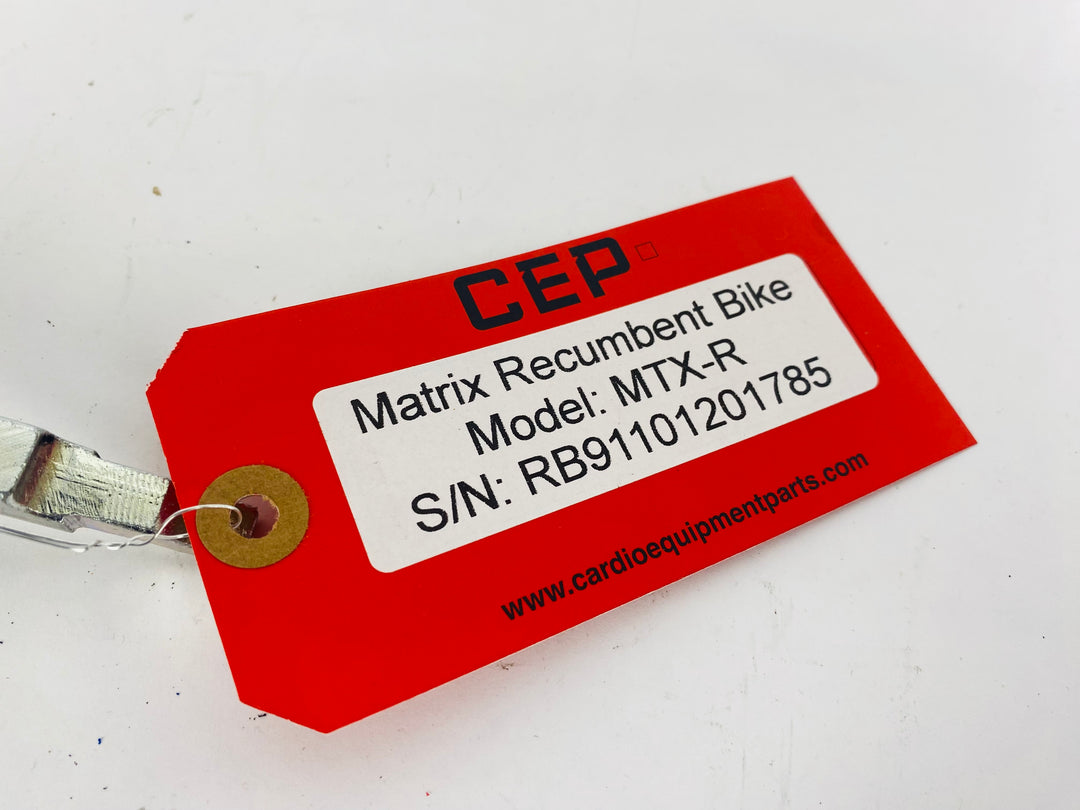 CEP
Matrix Recumbent Bike
Model: MTX-R
S/N: RB91101201785
www.cardioequipmentparts.com